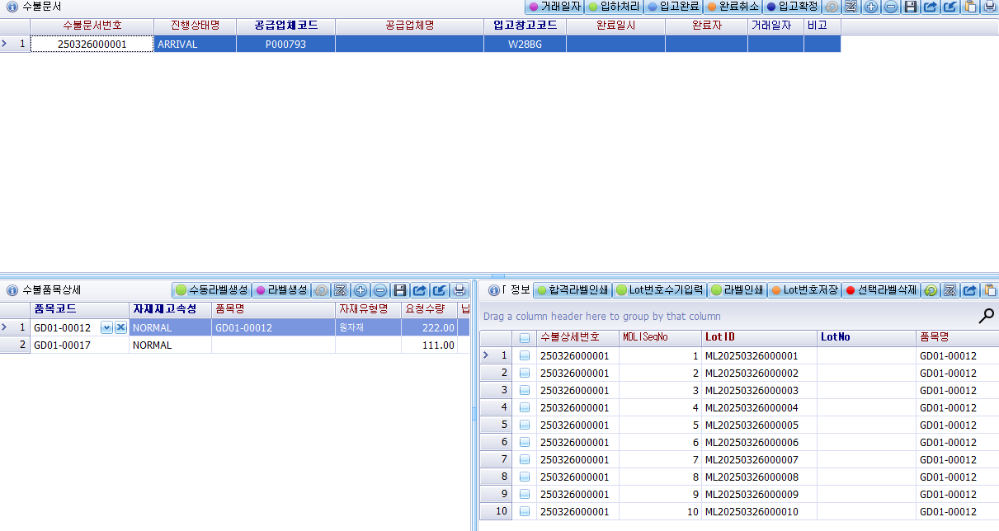 수불문서 거래일자 입하처리 입고완료 완료취소 입고확정
수불문서번호 진행상태명 공급업체코드 공급업체명 입고창고코드 완료일시 완료자 거래일자 비고
1 250326000001 ARRIVAL P000793 W28BG
수불품목상세 수동라벨생성 라벨생성
품목코드 자재재고속성 품목명 자재유형명 요청수량 납
1 GD01-00012 NORMAL GD01-00012 원자재 222.00
2 GD01-00017 NORMAL 111.00
정보 합격라벨인쇄 Lot번호수기입력 라벨인쇄 Lot번호저장 선택라벨삭제
Drag a column header here to group by that column
수불상세번호 MDLISeqNo Lot ID LotNo 품목명
1 250326000001 1 ML20250326000001 GD01-00012
2 250326000001 2 ML20250326000002 GD01-00012
3 250326000001 3 ML20250326000003 GD01-00012
4 250326000001 4 ML20250326000004 GD01-00012
5 250326000001 5 ML20250326000005 GD01-00012
6 250326000001 6 ML20250326000006 GD01-00012
7 250326000001 7 ML20250326000007 GD01-00012
8 250326000001 8 ML20250326000008 GD01-00012
9 250326000001 9 ML20250326000009 GD01-00012
10 250326000001 10 ML20250326000010 GD01-00012